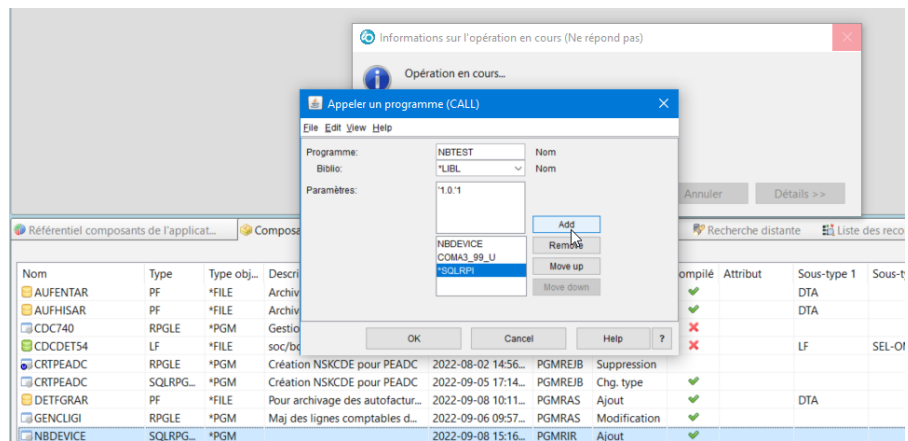 Informations sur l'opération en cours (Ne répond pas)
Opération en cours...
Appeler un programme (CALL)
File Edit View Help
Programme: NBTEST Nom
Biblio: *LIBL Nom
Paramètres: '1.0.'1
Annuler Détails >>
Add
Référentiel composants de l'applicat... Composa Recherche distante Liste des reco
NBDEVICE Remove
COMA3_99_U
*SQLRPI Move up
Move down
Nom Type Type obj... Descri ompilé Attribut Sous-type 1 Sous-t
AUFENTAR PF *FILE Archiv DTA
AUFHISAR PF *FILE Archiv DTA
CDC740 RPGLE *PGM Gestio
OK Cancel Help ?
CDCDET54 LF *FILE soc/bo LF SEL-OM
CRTPEADC RPGLE *PGM Création NSKCDE pour PEADC 2022-08-02 14:56... PGMREJB Suppression
CRTPEADC SQLRPG... *PGM Création NSKCDE pour PEADC 2022-09-05 17:14... PGMREJB Chg. type
DETFGRAR PF *FILE Pour archivage des autofactur... 2022-09-08 10:11... PGMRAS Ajout DTA
GENCLIGI RPGLE *PGM Maj des lignes comptables d... 2022-09-06 09:57... PGMRAS Modification
NBDEVICE SQLRPG... *PGM 2022-09-08 15:16... PGMRIR Ajout